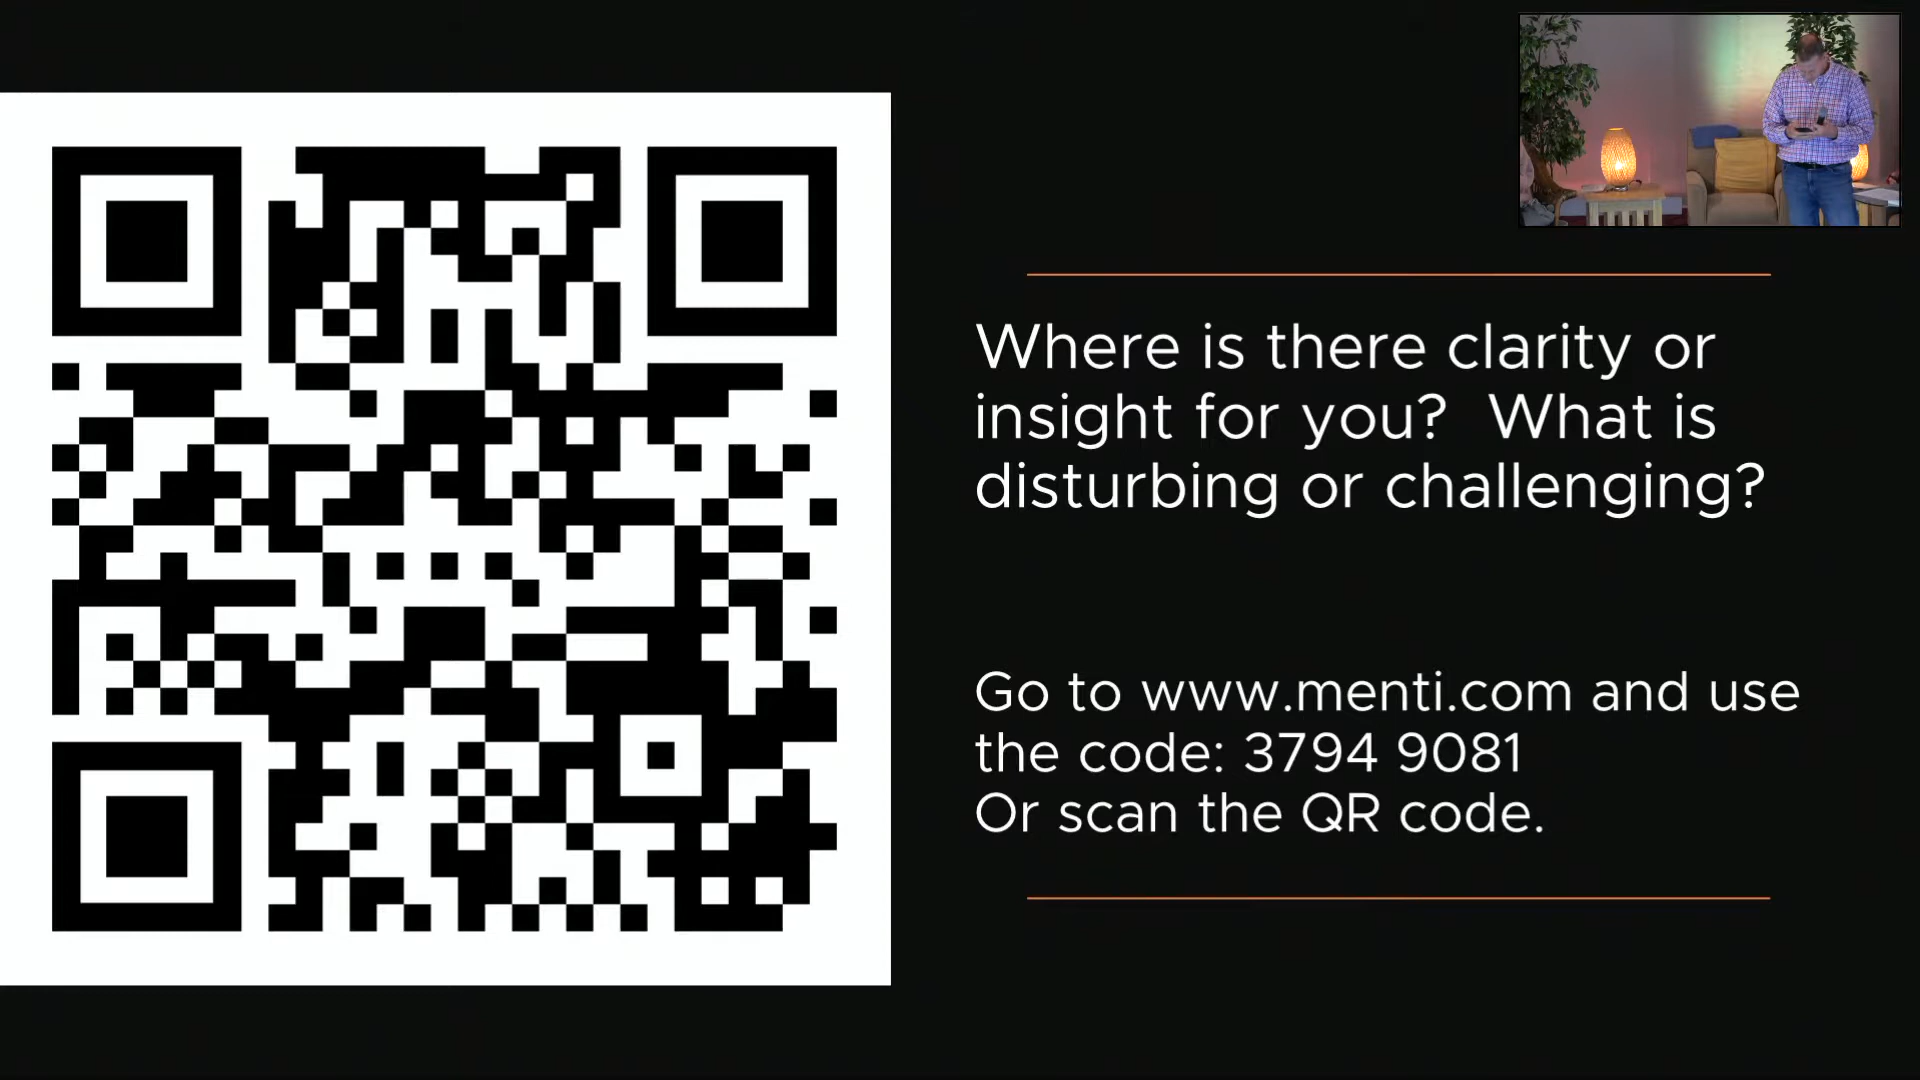 Where is there clarity or
insight for you?  What is
disturbing or challenging?
Go to www.menti.com and use
the code: 3794 9081
Or scan the QR code.